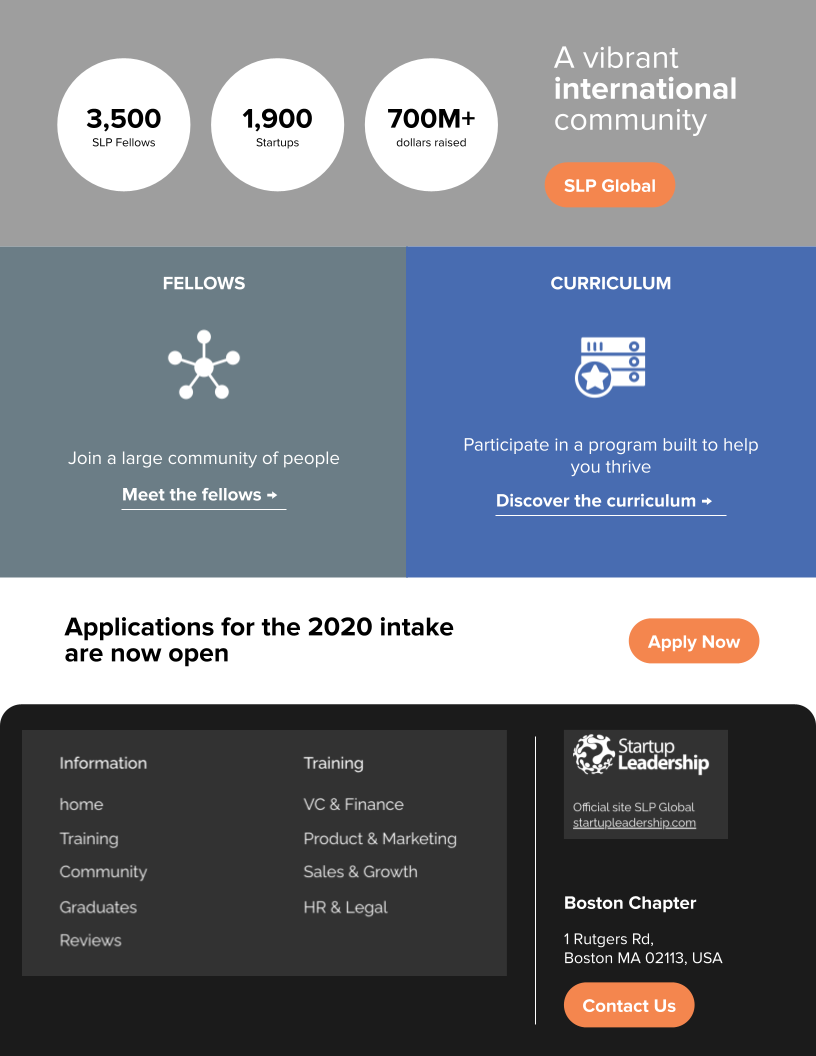 3,500
SLP Fellows
1,900
Startups
700M+
dollars raised
A vibrant
international
community
SLP Global
FELLOWS
Join a large community of people
Meet the fellows →
CURRICULUM
Participate in a program built to help
you thrive
Discover the curriculum →
Applications for the 2020 intake
are now open
Apply Now
Information
home
Training
Community
Graduates
Reviews
Training
VC & Finance
Product & Marketing
Sales & Growth
HR & Legal
Startup
Leadership
Official site SLP Global
startupleadership.com
Boston Chapter
1 Rutgers Rd,
Boston MA 02113, USA
Contact Us